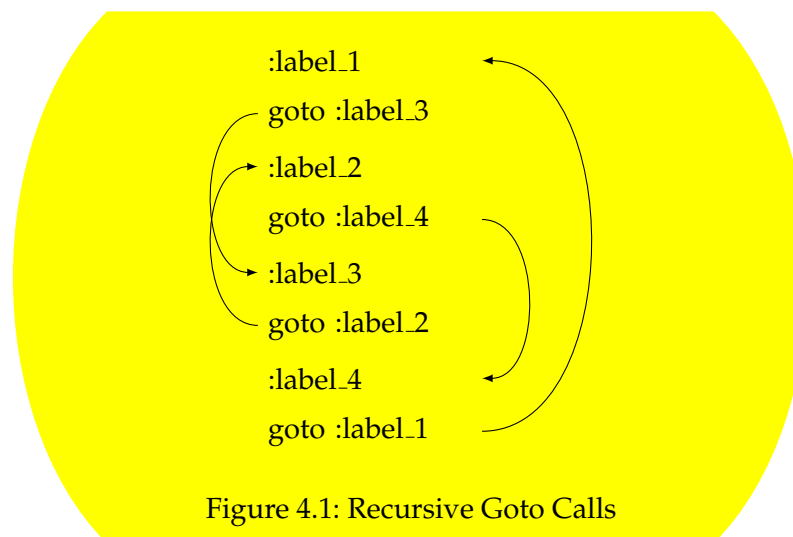 :label_1
goto :label_3
:label_2
goto :label_4
:label_3
goto :label_2
:label_4
goto :label_1
Figure 4.1: Recursive Goto Calls